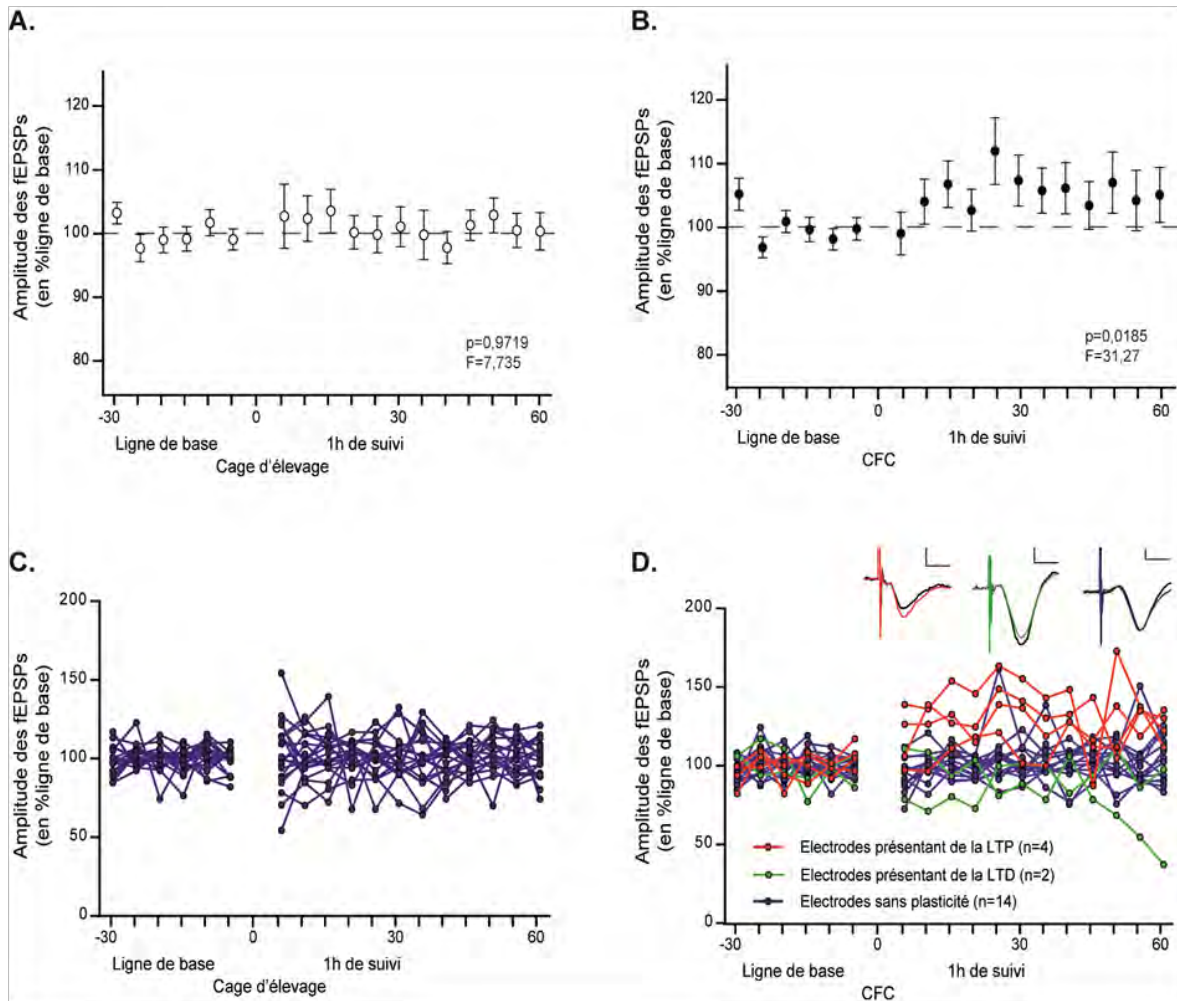 A.
Amplitude des fEPSPs
(en %ligne de base)
120
110
100
90
80
p=0,9719
F=7,735
-30 0 30 60
Ligne de base 1h de suivi
Cage d'élevage
B.
Amplitude des fEPSPs
(en %ligne de base)
120
110
100
90
80
p=0,0185
F=31,27
-30 0 30 60
Ligne de base 1h de suivi
CFC
C.
Amplitude des fEPSPs
(en %ligne de base)
200
150
100
50
0
-30 0 30 60
Ligne de base 1h de suivi
Cage d'élevage
D.
Amplitude des fEPSPs
(en %ligne de base)
200
150
100
50
0
Electrodes présentant de la LTP (n=4)
Electrodes présentant de la LTD (n=2)
Electrodes sans plasticité (n=14)
-30 0 30 60
Ligne de base 1h de suivi
CFC